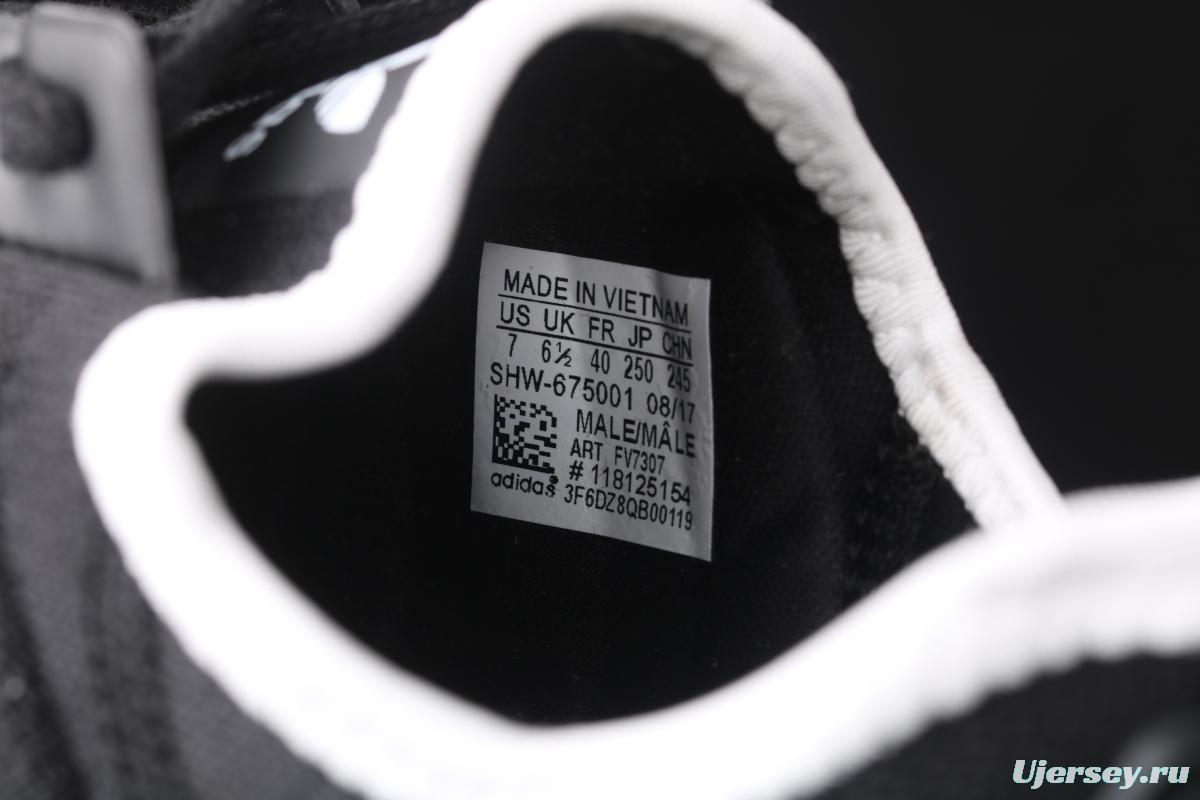 MADE IN VIETNAM
US UK FR JP CHN
7 6½ 40 250 245
SHW-675001 08/17
MALE/MÂLE
ART FV7307
# 118125154
adidas® 3F6DZ8QB00119
Ujersey.ru